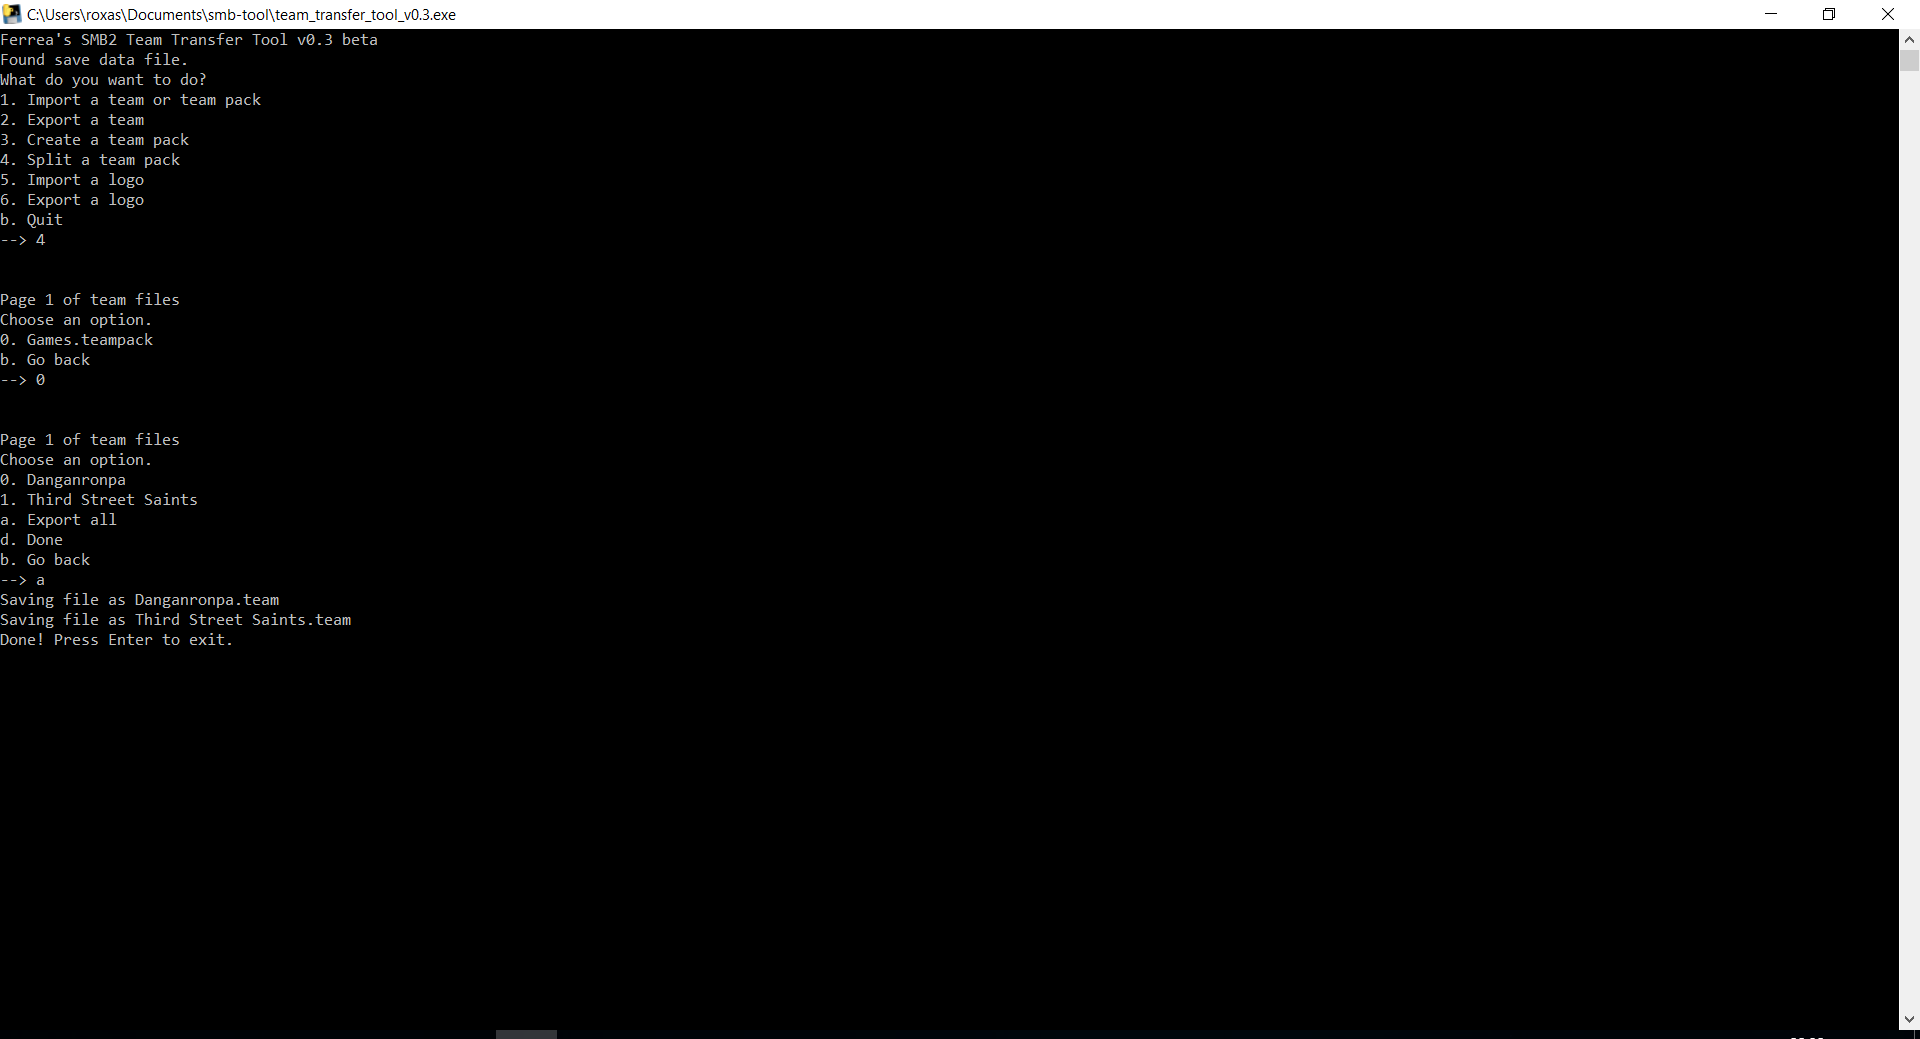 C:\Users\roxas\Documents\smb-tool\team_transfer_tool_v0.3.exe
Ferrea's SMB2 Team Transfer Tool v0.3 beta
Found save data file.
What do you want to do?
1. Import a team or team pack
2. Export a team
3. Create a team pack
4. Split a team pack
5. Import a logo
6. Export a logo
b. Quit
--> 4
Page 1 of team files
Choose an option.
0. Games.teampack
b. Go back
--> 0
Page 1 of team files
Choose an option.
0. Danganronpa
1. Third Street Saints
a. Export all
d. Done
b. Go back
--> a
Saving file as Danganronpa.team
Saving file as Third Street Saints.team
Done! Press Enter to exit.